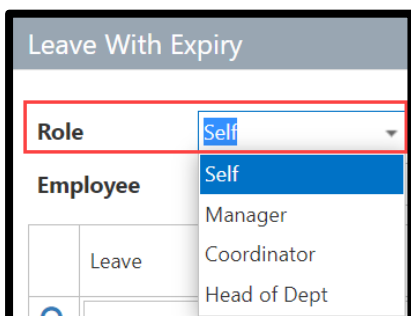 Leave With Expiry
Role Self
Employee Self
Manager
Leave Coordinator
Head of Dept